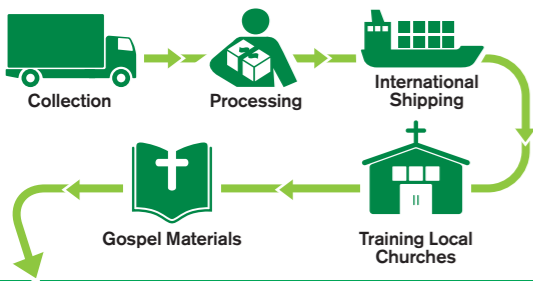 Collection
Processing
International
Shipping
Gospel Materials
Training Local
Churches